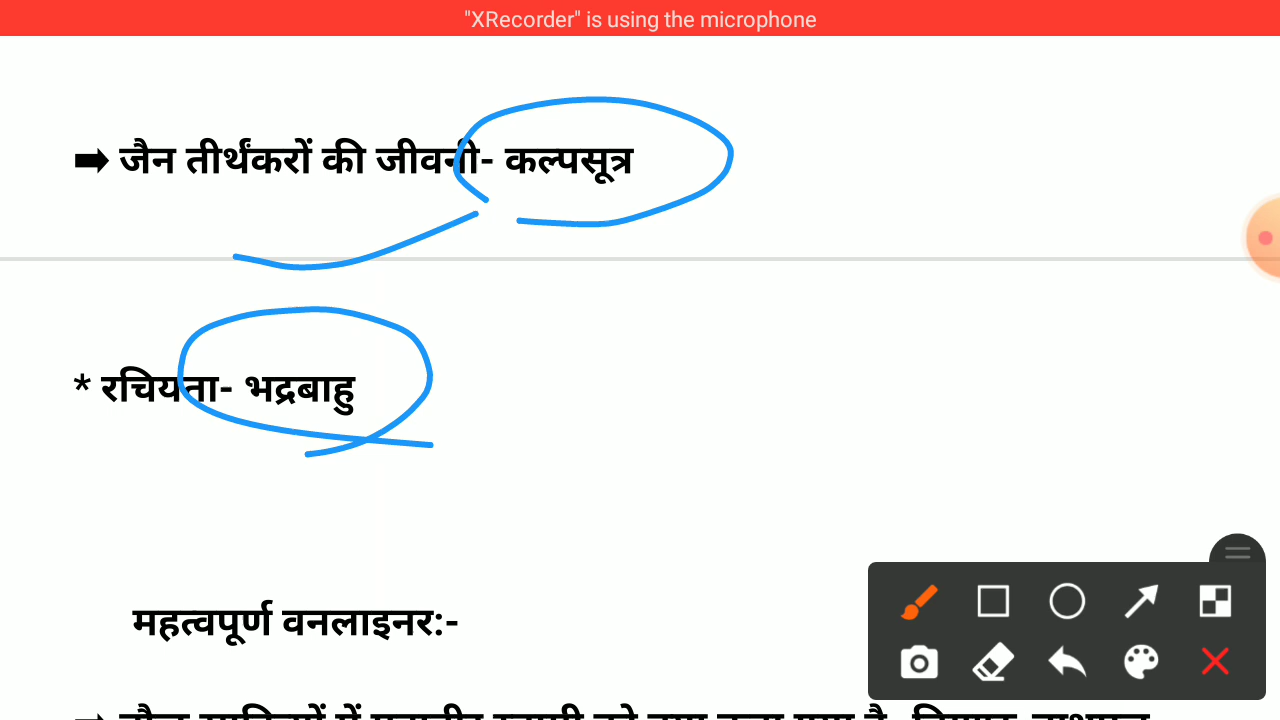 "XRecorder" is using the microphone
➡ जैन तीर्थंकरों की जीवनी- कल्पसूत्र
* रचियता- भद्रबाहु
महत्वपूर्ण वनलाइनर:-